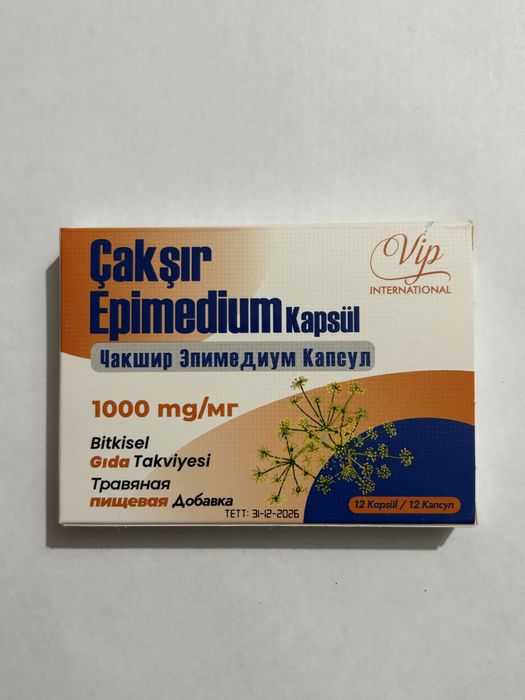 Çakşır
Vip
INTERNATIONAL
Epimedium Kapsül
Чакшир Эпимедиум Капсул
1000 mg/мг
Bitkisel
Gıda Takviyesi
Травяная
пищевая Добавка
TETT: 31-12-2026
12 Kapsül / 12 Капсул